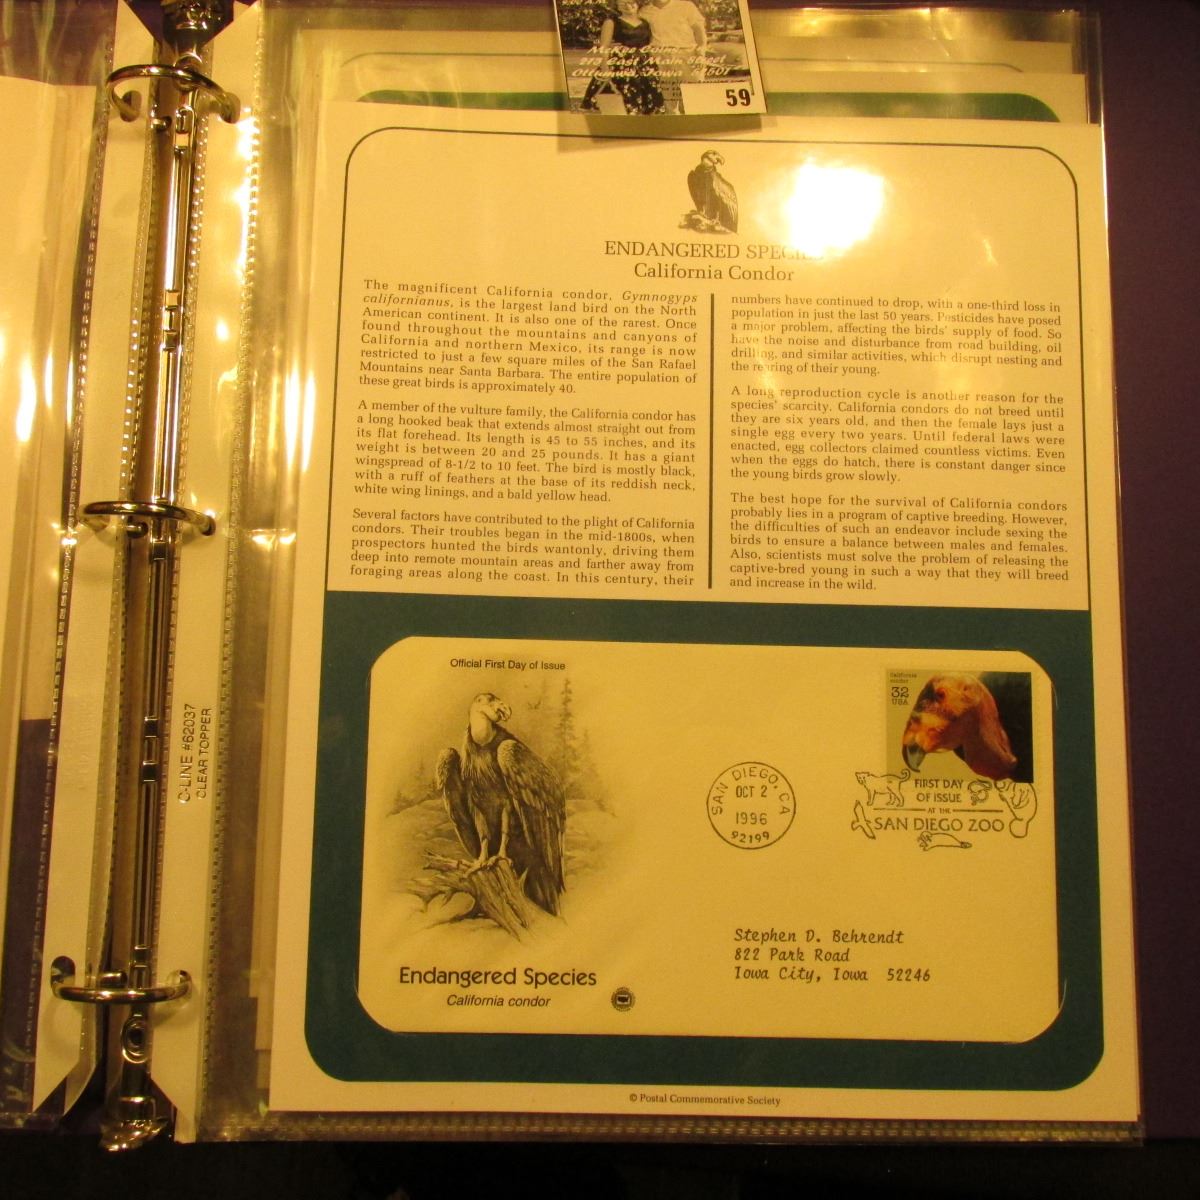 McKee Coins, Ltd.
213 East Main Street
Ottumwa, Iowa 52501
59
ENDANGERED SPECIES
California Condor
The magnificent California condor, Gymnogyps
californianus, is the largest land bird on the North
American continent. It is also one of the rarest. Once
found throughout the mountains and canyons of
California and northern Mexico, its range is now
restricted to just a few square miles of the San Rafael
Mountains near Santa Barbara. The entire population of
these great birds is approximately 40.
A member of the vulture family, the California condor has
a long hooked beak that extends almost straight out from
its flat forehead. Its length is 45 to 55 inches, and its
weight is between 20 and 25 pounds. It has a giant
wingspread of 8-1/2 to 10 feet. The bird is mostly black,
with a ruff of feathers at the base of its reddish neck,
white wing linings, and a bald yellow head.
Several factors have contributed to the plight of California
condors. Their troubles began in the mid-1800s, when
prospectors hunted the birds wantonly, driving them
deep into remote mountain areas and farther away from
foraging areas along the coast. In this century, their
numbers have continued to drop, with a one-third loss in
population in just the last 50 years. Pesticides have posed
a major problem, affecting the birds' supply of food. So
have the noise and disturbance from road building, oil
drilling, and similar activities, which disrupt nesting and
the rearing of their young.
A long reproduction cycle is another reason for the
species' scarcity. California condors do not breed until
they are six years old, and then the female lays just a
single egg every two years. Until federal laws were
enacted, egg collectors claimed countless victims. Even
when the eggs do hatch, there is constant danger since
the young birds grow slowly.
The best hope for the survival of California condors
probably lies in a program of captive breeding. However,
the difficulties of such an endeavor include sexing the
birds to ensure a balance between males and females.
Also, scientists must solve the problem of releasing the
captive-bred young in such a way that they will breed
and increase in the wild.
C-LINE #62037
CLEAR TOPPER
Official First Day of Issue
California
condor
32
USA
SAN DIEGO, CA
OCT 2
1996
92199
FIRST DAY
OF ISSUE
AT THE
SAN DIEGO ZOO
Stephen D. Behrendt
822 Park Road
Iowa City, Iowa 52246
Endangered Species
California condor
© Postal Commemorative Society